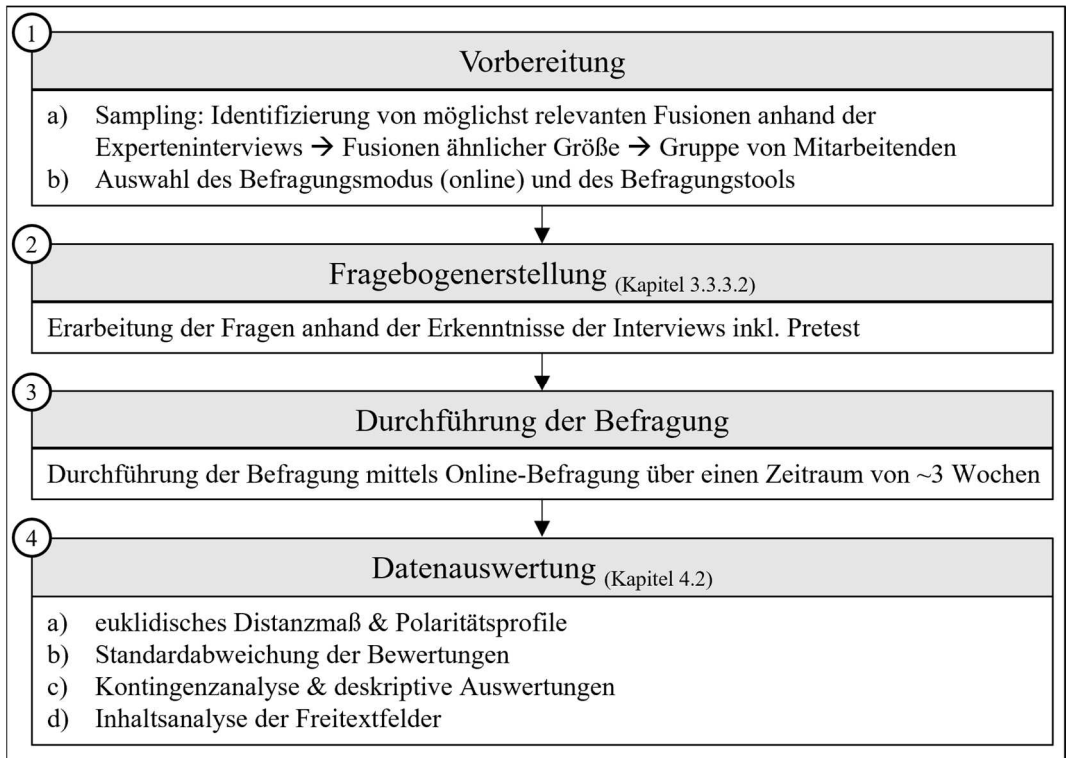 1
Vorbereitung
a) Sampling: Identifizierung von möglichst relevanten Fusionen anhand der
Experteninterviews → Fusionen ähnlicher Größe → Gruppe von Mitarbeitenden
b) Auswahl des Befragungsmodus (online) und des Befragungstools
2
Fragebogenerstellung (Kapitel 3.3.3.2)
Erarbeitung der Fragen anhand der Erkenntnisse der Interviews inkl. Pretest
3
Durchführung der Befragung
Durchführung der Befragung mittels Online-Befragung über einen Zeitraum von ~3 Wochen
4
Datenauswertung (Kapitel 4.2)
a) euklidisches Distanzmaß & Polaritätsprofile
b) Standardabweichung der Bewertungen
c) Kontingenzanalyse & deskriptive Auswertungen
d) Inhaltsanalyse der Freitextfelder